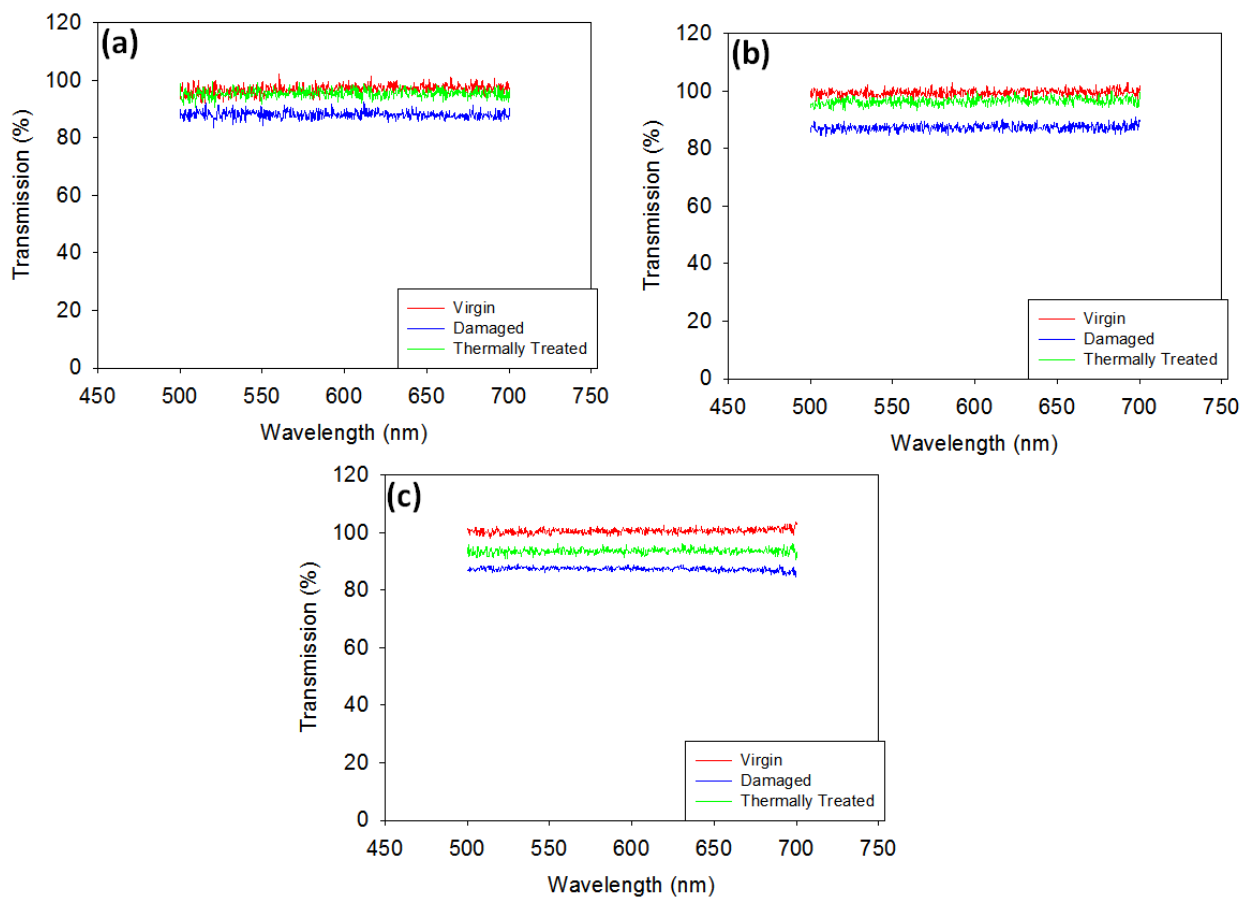 (a)
120
100
80
60
40
20
0
Transmission (%)
450 500 550 600 650 700 750
Wavelength (nm)
Virgin
Damaged
Thermally Treated
(b)
120
100
80
60
40
20
0
Transmission (%)
450 500 550 600 650 700 750
Wavelength (nm)
Virgin
Damaged
Thermally Treated
(c)
120
100
80
60
40
20
0
Transmission (%)
450 500 550 600 650 700 750
Wavelength (nm)
Virgin
Damaged
Thermally Treated